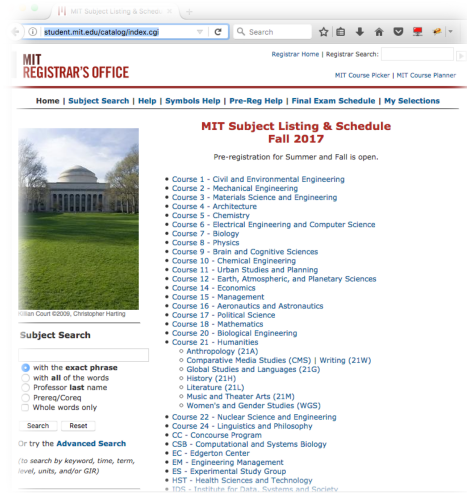 MIT Subject Listing & Schedu
student.mit.edu/catalog/index.cgi
Search
Registrar Home | Registrar Search:
MIT
REGISTRAR'S OFFICE
MIT Course Picker | MIT Course Planner
Home | Subject Search | Help | Symbols Help | Pre-Reg Help | Final Exam Schedule | My Selections
MIT Subject Listing & Schedule
Fall 2017
Pre-registration for Summer and Fall is open.
Course 1 - Civil and Environmental Engineering
Course 2 - Mechanical Engineering
Course 3 - Materials Science and Engineering
Course 4 - Architecture
Course 5 - Chemistry
Course 6 - Electrical Engineering and Computer Science
Course 7 - Biology
Course 8 - Physics
Course 9 - Brain and Cognitive Sciences
Course 10 - Chemical Engineering
Course 11 - Urban Studies and Planning
Course 12 - Earth, Atmospheric, and Planetary Sciences
Course 14 - Economics
Course 15 - Management
Course 16 - Aeronautics and Astronautics
Course 17 - Political Science
Course 18 - Mathematics
Course 20 - Biological Engineering
Course 21 - Humanities
Anthropology (21A)
Comparative Media Studies (CMS) | Writing (21W)
Global Studies and Languages (21G)
History (21H)
Literature (21L)
Music and Theater Arts (21M)
Women's and Gender Studies (WGS)
Course 22 - Nuclear Science and Engineering
Course 24 - Linguistics and Philosophy
CC - Concourse Program
CSB - Computational and Systems Biology
EC - Edgerton Center
EM - Engineering Management
ES - Experimental Study Group
HST - Health Sciences and Technology
IDS - Institute for Data, Systems and Society
Killian Court ©2009, Christopher Harting
Subject Search
with the exact phrase
with all of the words
Professor last name
Prereq/Coreq
Whole words only
Search Reset
Or try the Advanced Search
(to search by keyword, time, term,
level, units, and/or GIR)